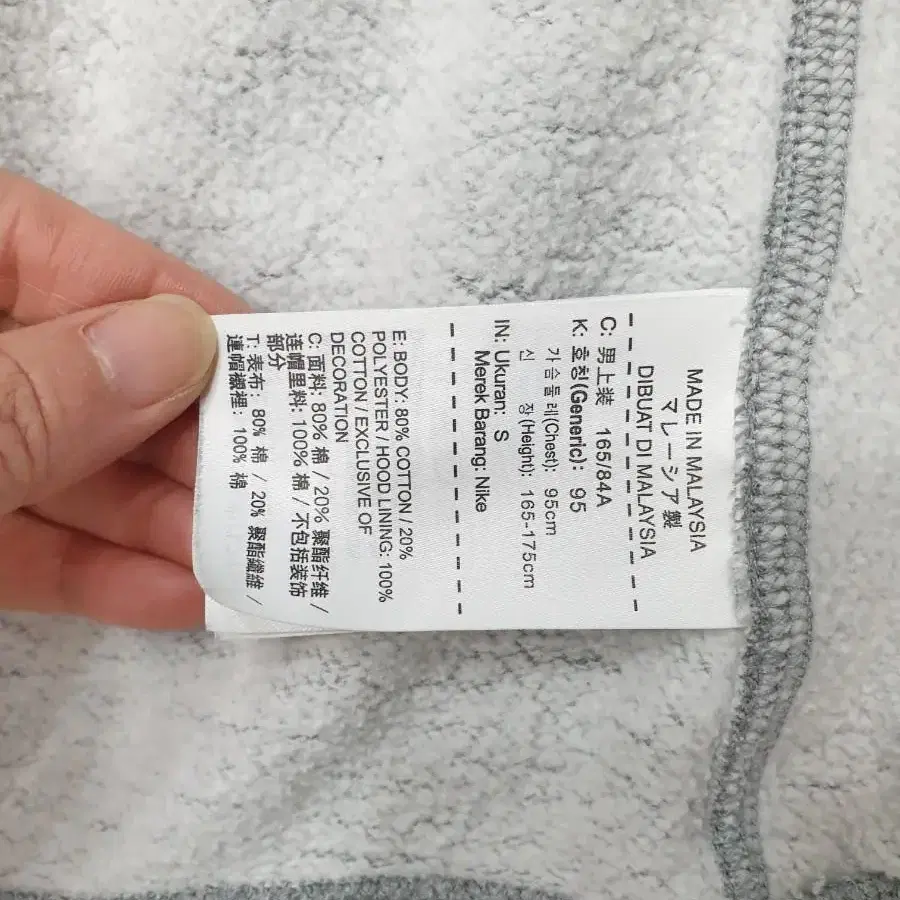 MADE IN MALAYSIA
マレーシア製
DIBUAT DI MALAYSIA
C: 男上装 165/84A
K: 호칭(Generic): 95
가슴둘레(Chest): 95cm
신 장(Height): 165-175cm
IN: Ukuran: S
Merek Barang: Nike
E: BODY: 80% COTTON / 20%
POLYESTER / HOOD LINING: 100%
COTTON / EXCLUSIVE OF
DECORATION
C: 面料: 80% 棉 / 20% 聚酯纤维 /
连帽里料: 100% 棉 / 不包括装饰
部分
T: 表布: 80% 棉 / 20% 聚酯纖維 /
連帽襯裡: 100% 棉